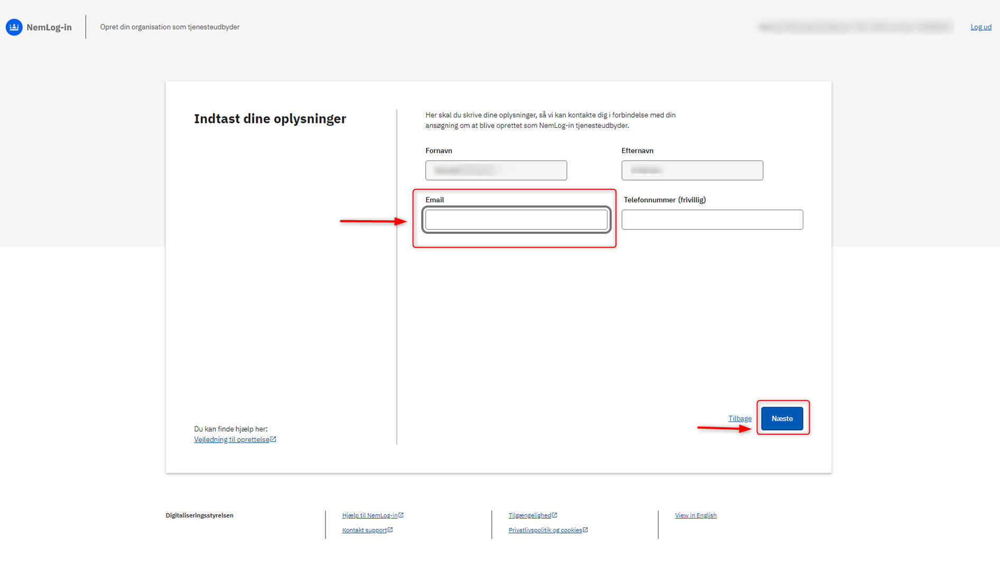 NemLog-in
Opret din organisation som tjenesteudbyder
Log ud
Indtast dine oplysninger
Her skal du skrive dine oplysninger, så vi kan kontakte dig i forbindelse med din
ansøgning om at blive oprettet som NemLog-in tjenesteudbyder.
Fornavn
Efternavn
Email
Telefonnummer (frivillig)
Tilbage
Næste
Du kan finde hjælp her:
Vejledning til oprettelse
Digitaliseringsstyrelsen
Hjælp til NemLog-in
Kontakt support
Tilgængelighed
Privatlivspolitik og cookies
View in English